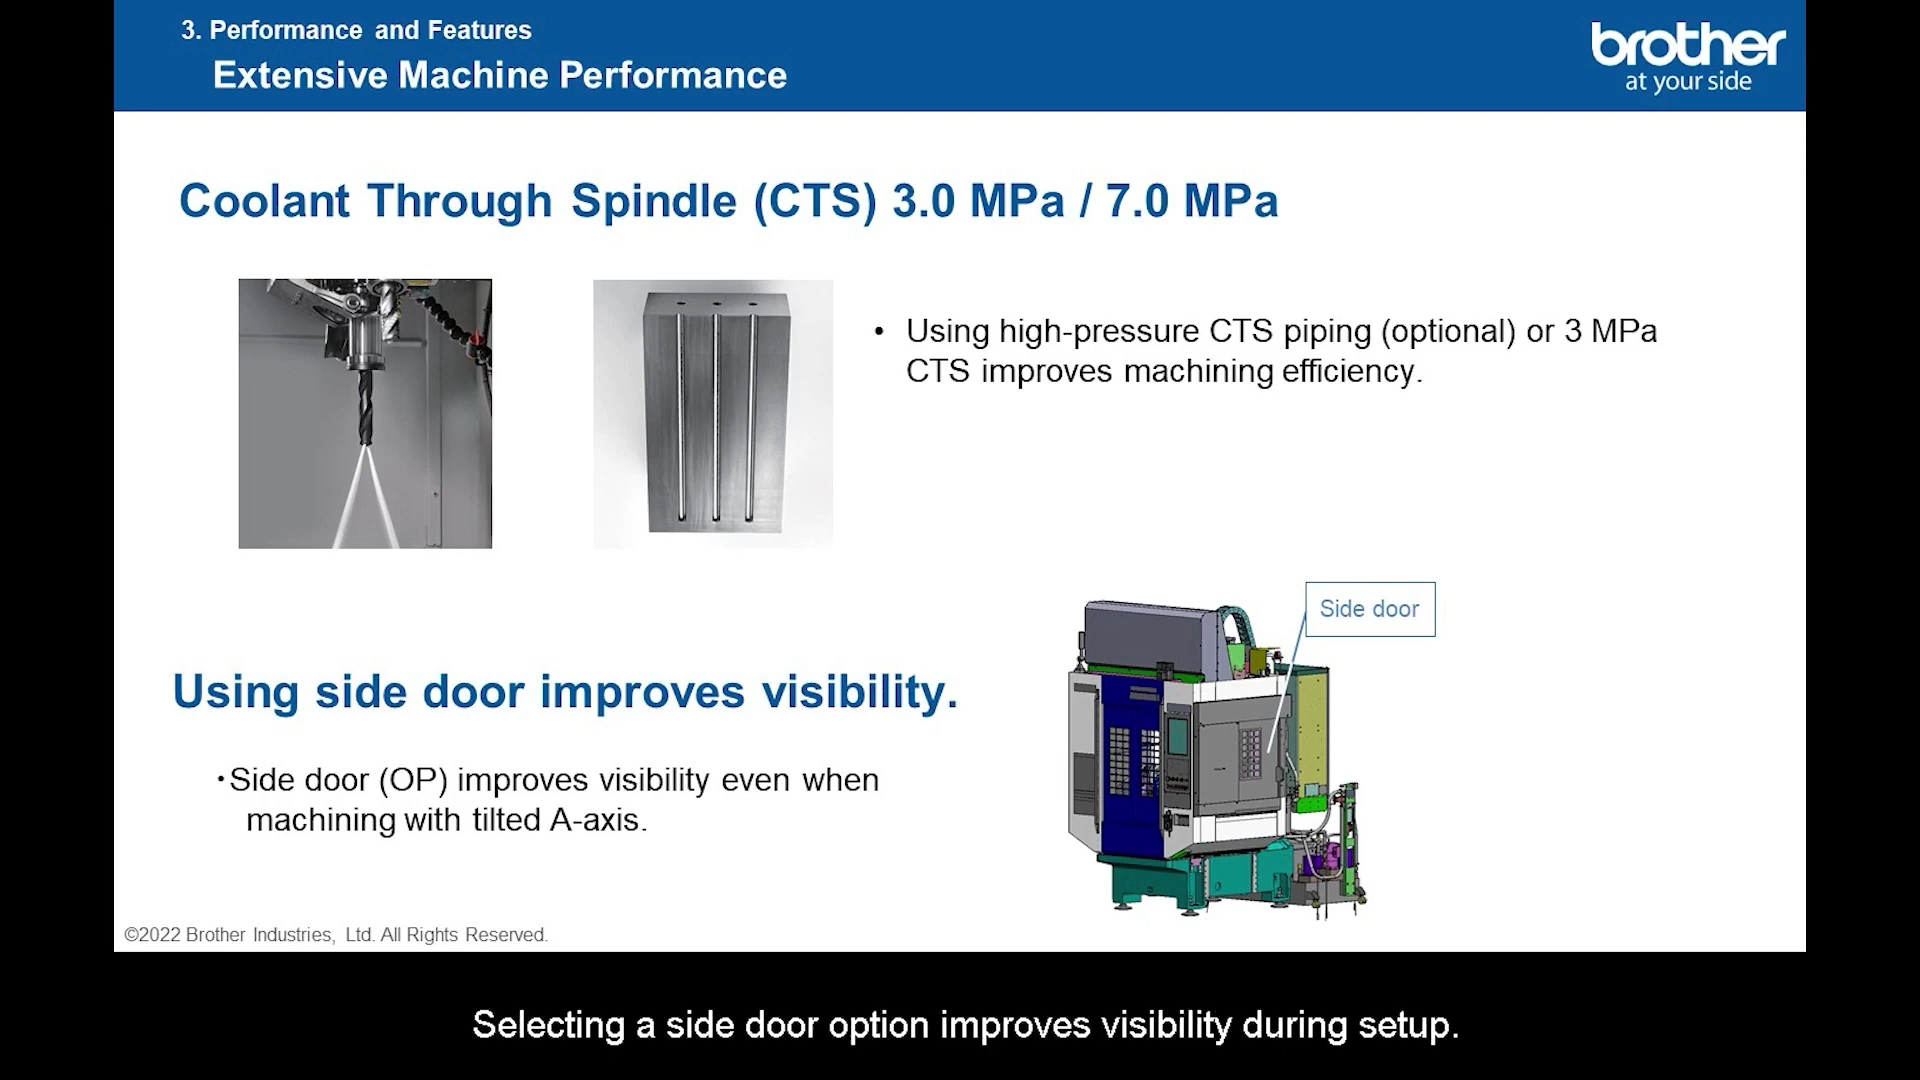 3. Performance and Features
Extensive Machine Performance
brother
at your side
Coolant Through Spindle (CTS) 3.0 MPa / 7.0 MPa
• Using high-pressure CTS piping (optional) or 3 MPa
CTS improves machining efficiency.
Side door
Using side door improves visibility.
・Side door (OP) improves visibility even when
machining with tilted A-axis.
©2022 Brother Industries, Ltd. All Rights Reserved.
Selecting a side door option improves visibility during setup.